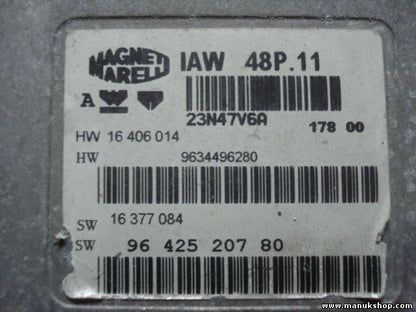 MAGNETI MARELLI
IAW 48P.11
A
23N47V6A
178 00
HW 16 406 014
HW 9634496280
SW 16 377 084
SW 96 425 207 80
www.manukshop.com